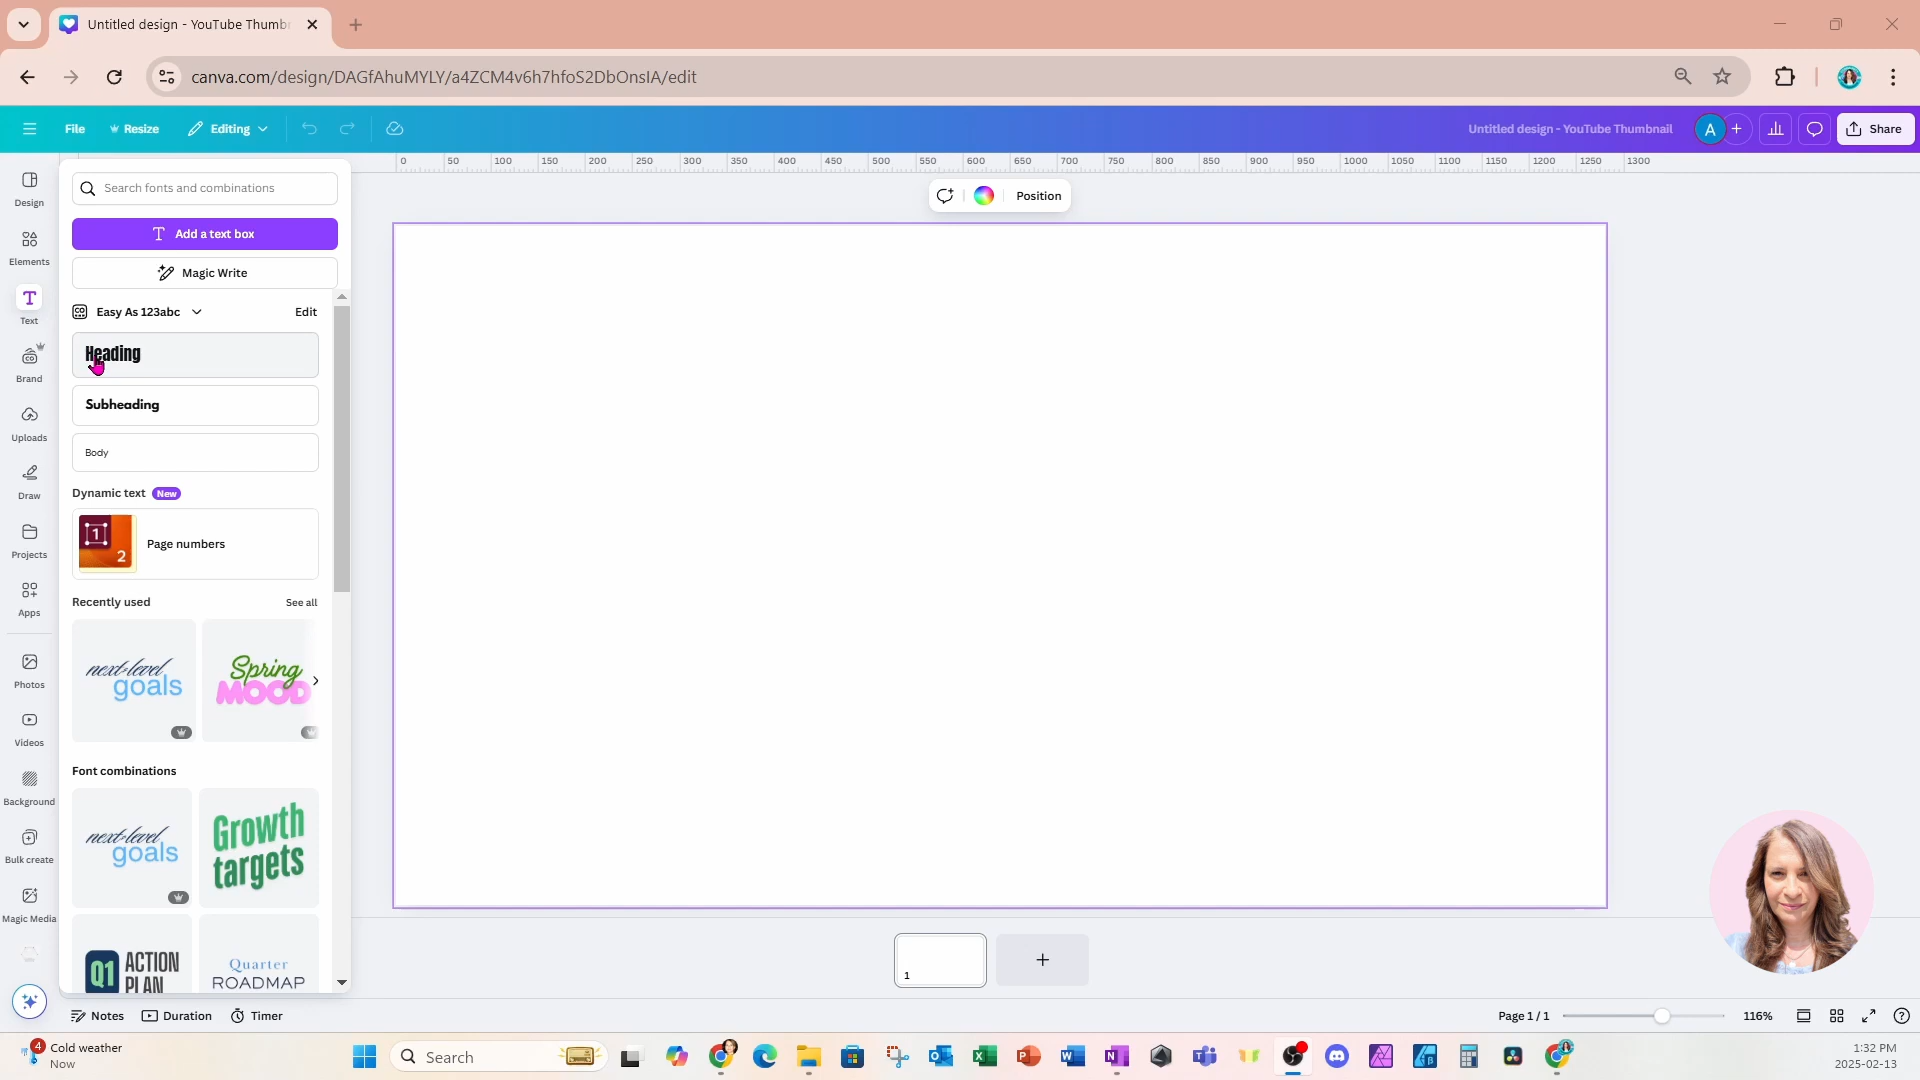 Untitled design - YouTube Thumb
canva.com/design/DAGfAhuMYLY/a4ZCM4v6h7hfoS2DbOnsIA/edit
File
Resize
Editing
Untitled design - YouTube Thumbnail
A
Share
0 50 100 150 200 250 300 350 400 450 500 550 600 650 700 750 800 850 900 950 1000 1050 1100 1150 1200 1250 1300
Design
Elements
Text
Brand
Uploads
Draw
Projects
Apps
Photos
Videos
Background
Bulk create
Magic Media
Search fonts and combinations
Add a text box
Magic Write
Easy As 123abc
Edit
Heading
Subheading
Body
Dynamic text New
1
2
Page numbers
Recently used
See all
next-level
goals
Spring
MOOD
Font combinations
next-level
goals
Growth
targets
Q1 ACTION
PLAN
Quarter
ROADMAP
Position
1
Notes
Duration
Timer
Page 1 / 1
116%
4
Cold weather
Now
Search
1:32 PM
2025-02-13